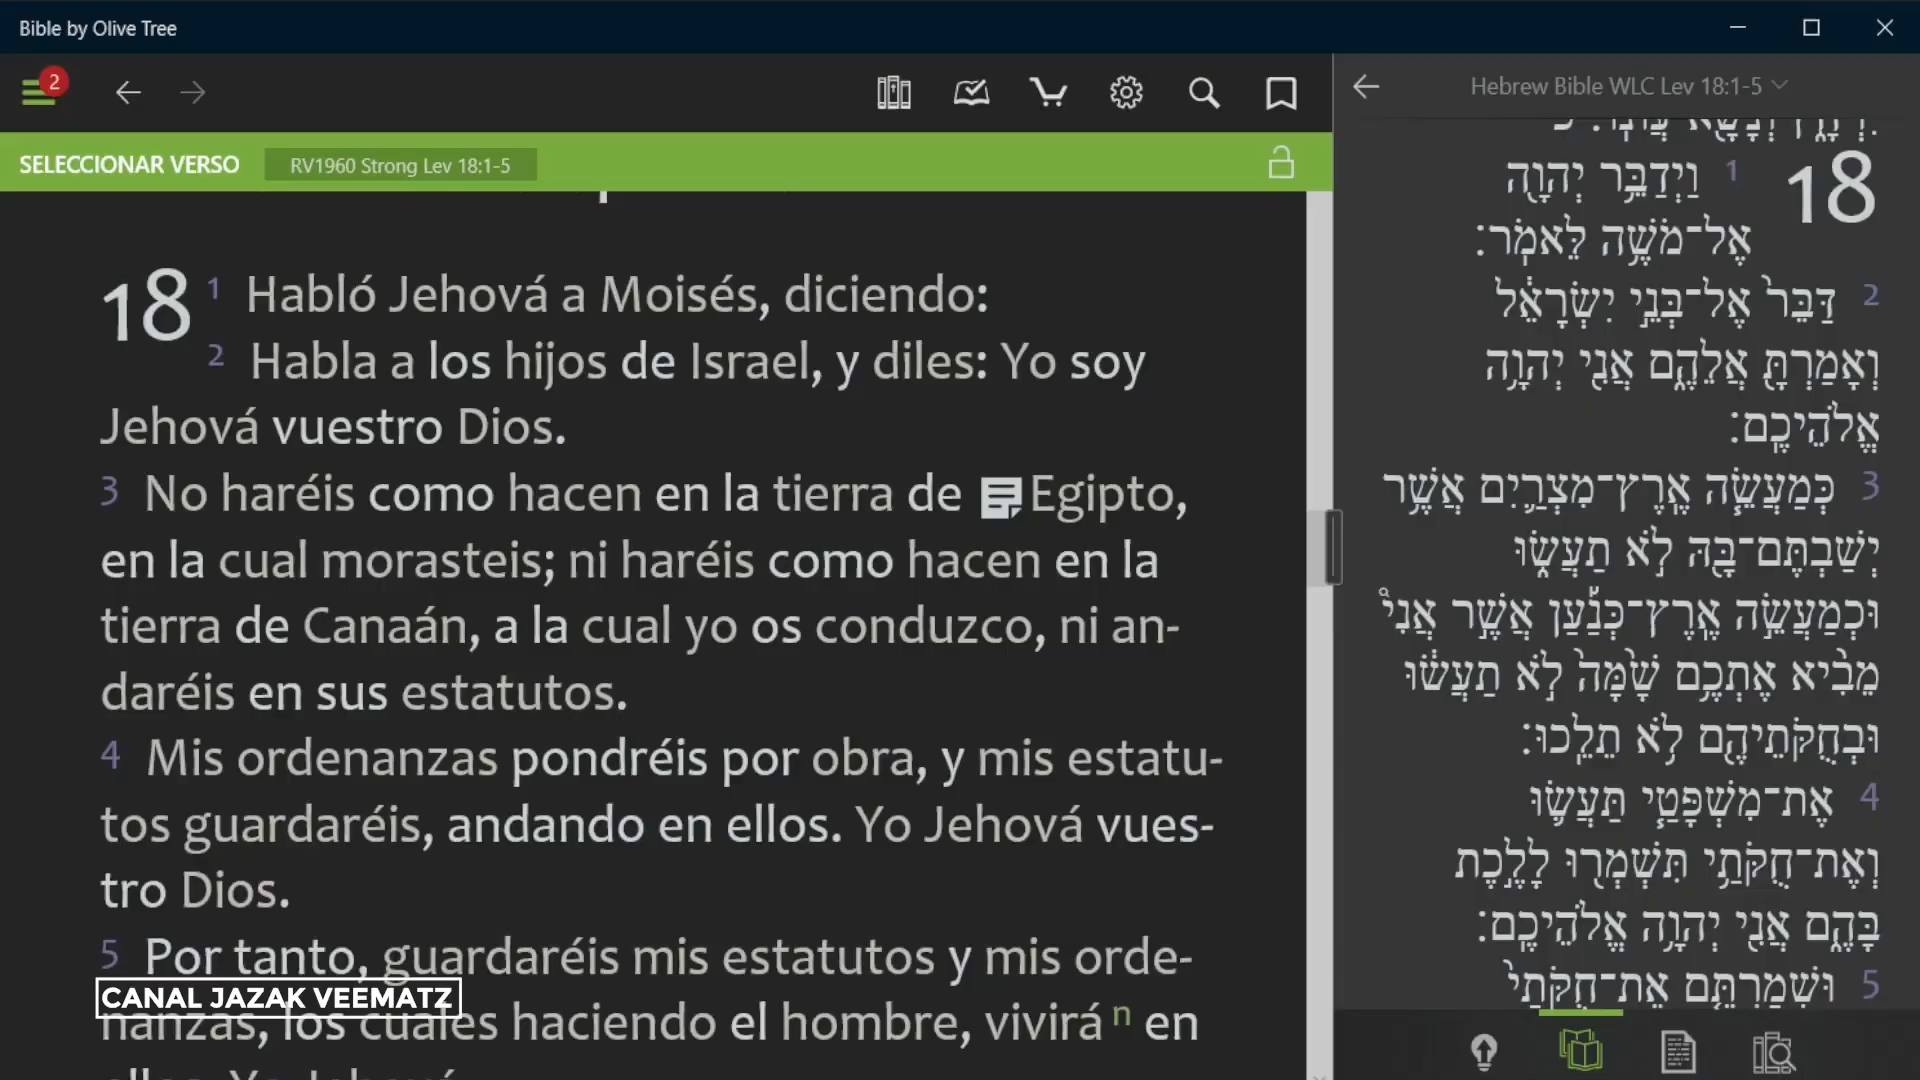 Bible by Olive Tree
2
SELECCIONAR VERSO
RV1960 Strong Lev 18:1-5
18
1 Habló Jehová a Moisés, diciendo:
2 Habla a los hijos de Israel, y diles: Yo soy
Jehová vuestro Dios.
3 No haréis como hacen en la tierra de Egipto,
en la cual morasteis; ni haréis como hacen en la
tierra de Canaán, a la cual yo os conduzco, ni an-
daréis en sus estatutos.
4 Mis ordenanzas pondréis por obra, y mis estatu-
tos guardaréis, andando en ellos. Yo Jehová vues-
tro Dios.
5 Por tanto, guardaréis mis estatutos y mis orde-
CANAL JAZAK VEEMATZ
nanzas, los cuales haciendo el hombre, vivirá n en
Hebrew Bible WLC Lev 18:1-5
18
1 וַיְדַבֵּ֥ר יְהוָ֖ה
אֶל־מֹשֶׁ֥ה לֵּאמֹֽר׃
2 דַּבֵּר֙ אֶל־בְּנֵ֣י יִשְׂרָאֵ֔ל
וְאָמַרְתָּ֖ אֲלֵהֶ֑ם אֲנִ֖י יְהוָ֥ה
אֱלֹהֵיכֶֽם׃
3 כְּמַעֲשֵׂ֧ה אֶֽרֶץ־מִצְרַ֛יִם אֲשֶׁ֥ר
יְשַׁבְתֶּם־בָּ֖הּ לֹ֣א תַעֲשׂ֑וּ
וּכְמַעֲשֵׂ֣ה אֶֽרֶץ־כְּנַ֡עַן אֲשֶׁ֣ר אֲנִי֩
מֵבִ֨יא אֶתְכֶ֥ם שָׁ֙מָּה֙ לֹ֣א תַעֲשׂ֔וּ
וּבְחֻקֹּתֵיהֶ֖ם לֹ֥א תֵלֵֽכוּ׃
4 אֶת־מִשְׁפָּטַ֧י תַּעֲשׂ֛וּ
וְאֶת־חֻקֹּתַ֥י תִּשְׁמְר֖וּ לָלֶ֣כֶת
בָּהֶ֑ם אֲנִ֖י יְהוָ֥ה אֱלֹהֵיכֶֽם׃
5 וּשְׁמַרְתֶּ֤ם אֶת־חֻקֹּתַי֙